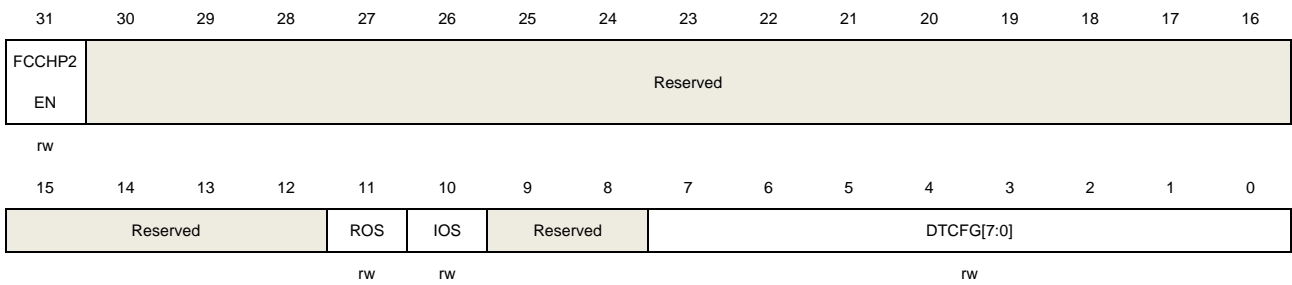 31 30 29 28 27 26 25 24 23 22 21 20 19 18 17 16
FCCHP2
EN
Reserved
rw
15 14 13 12 11 10 9 8 7 6 5 4 3 2 1 0
Reserved ROS IOS Reserved DTCFG[7:0]
rw rw rw